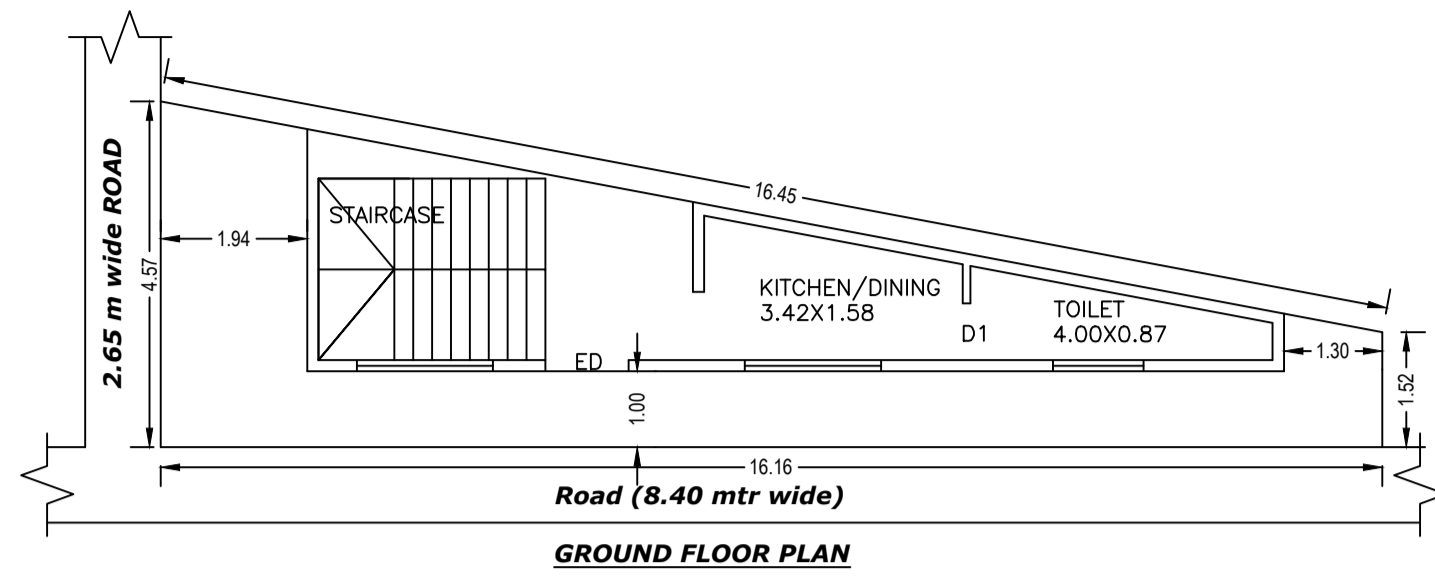 2.65 m wide ROAD
4.57
1.94
STAIRCASE
16.45
KITCHEN/DINING
3.42X1.58
D1
TOILET
4.00X0.87
ED
1.00
1.30
1.52
16.16
Road (8.40 mtr wide)
GROUND FLOOR PLAN